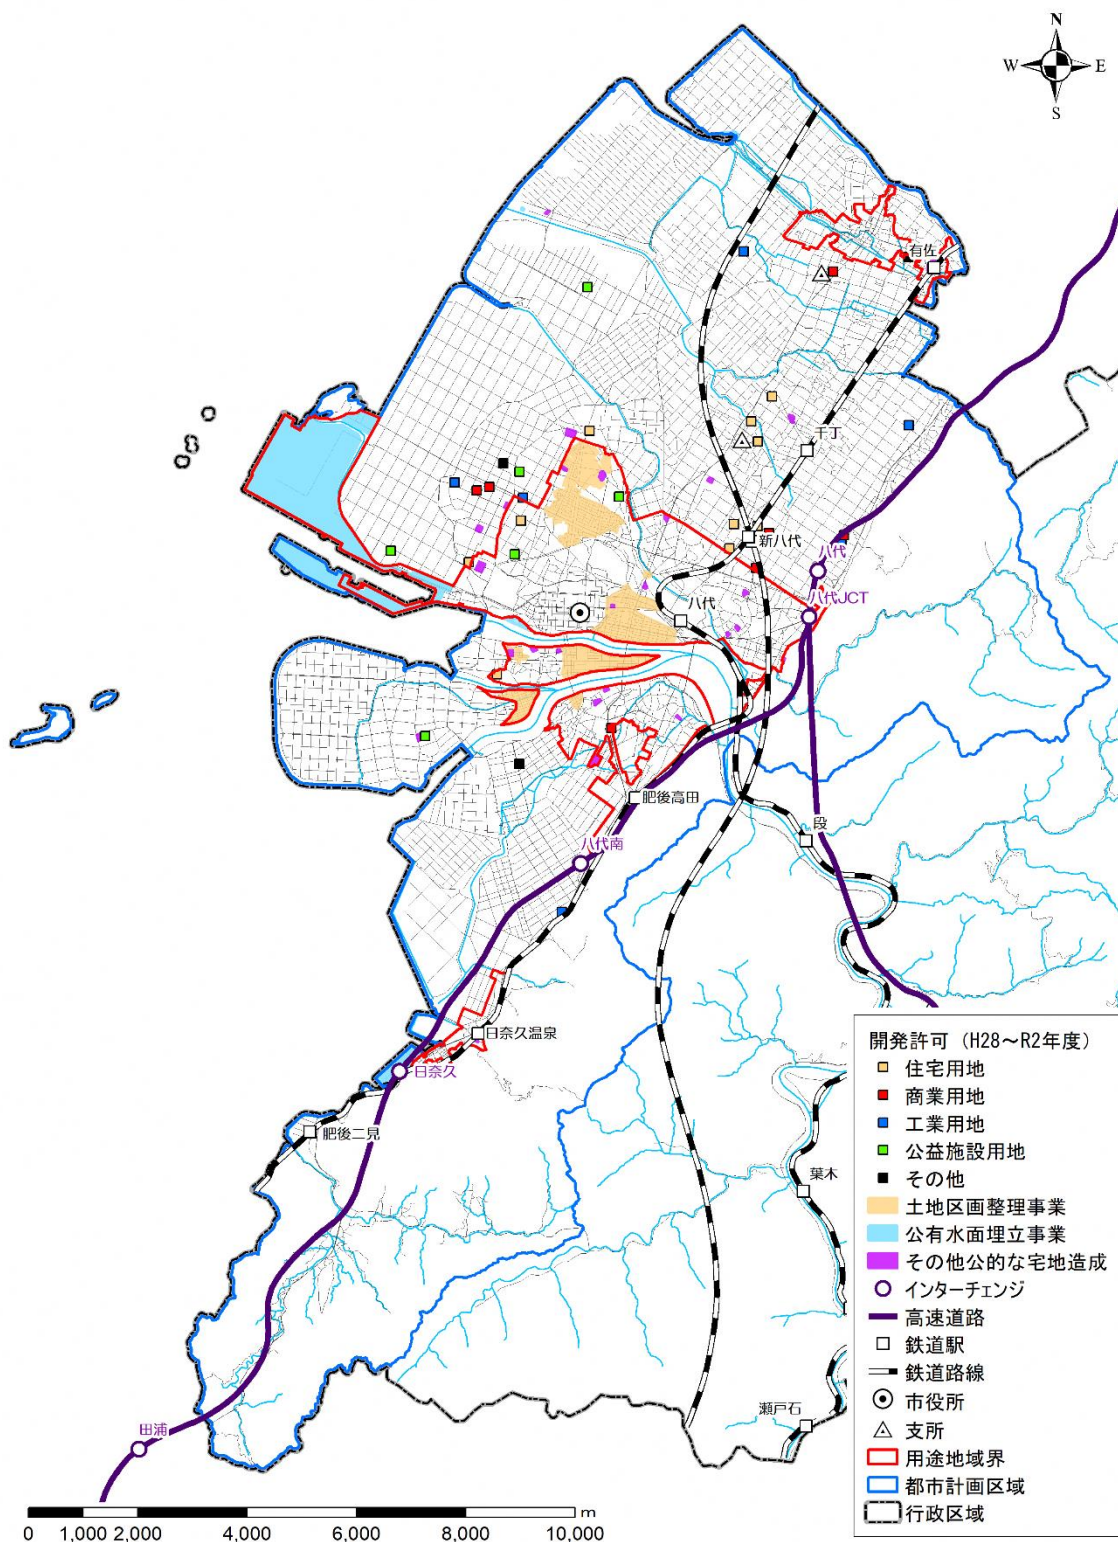 N
W E
S
有佐
千丁
新八代
八代
八代JCT
八代
肥後高田
段
八代南
日奈久温泉
日奈久
肥後二見
葉木
瀬戸石
田浦
開発許可（H28～R2年度）
住宅用地
商業用地
工業用地
公益施設用地
その他
土地区画整理事業
公有水面埋立事業
その他公的な宅地造成
インターチェンジ
高速道路
鉄道駅
鉄道路線
市役所
支所
用途地域界
都市計画区域
行政区域
m
0 1,000 2,000 4,000 6,000 8,000 10,000